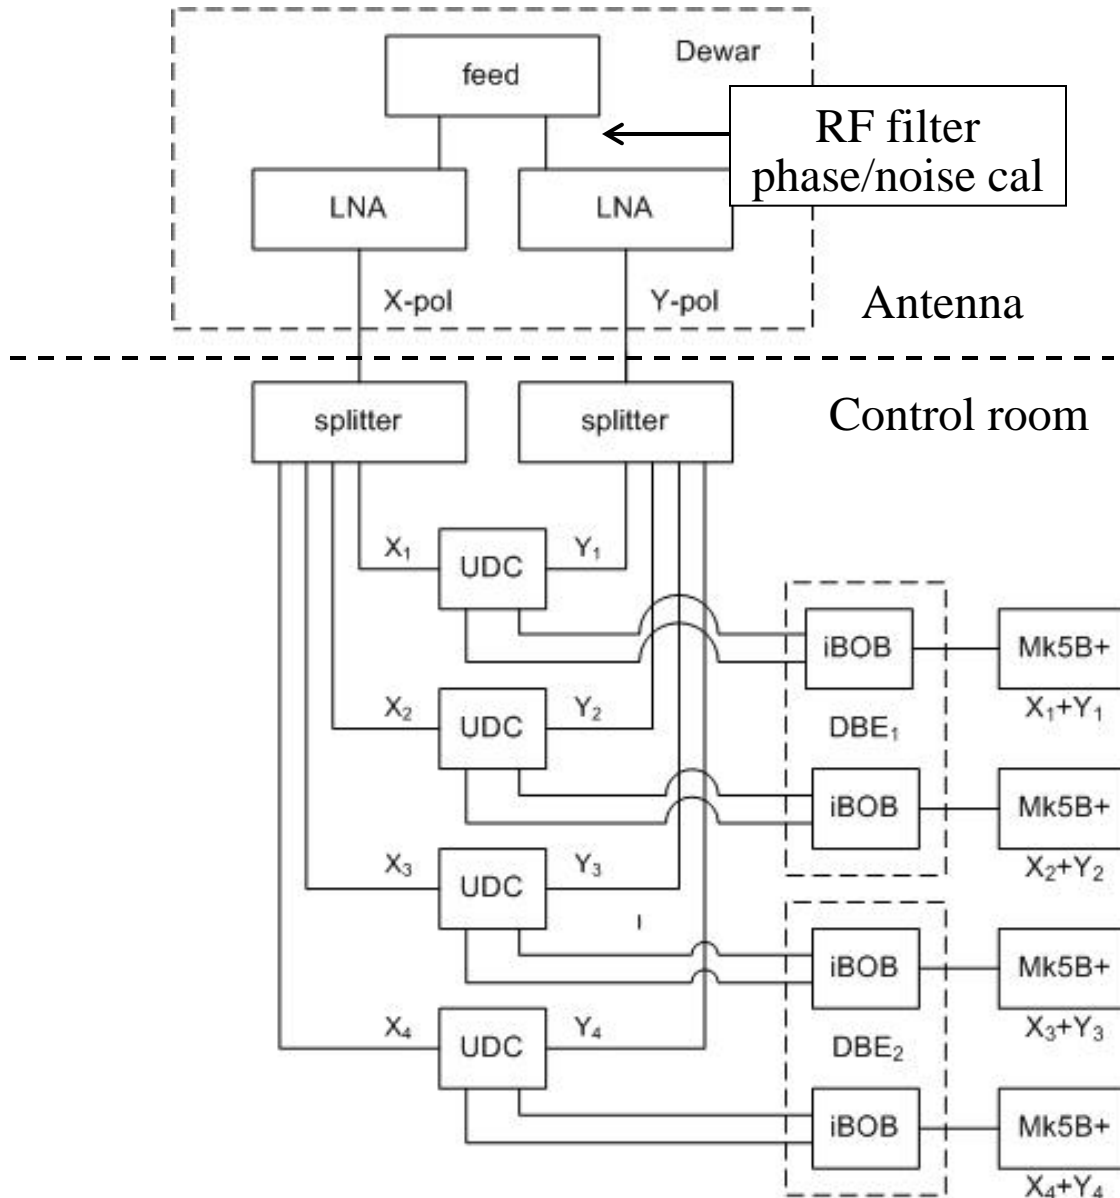 Dewar
feed
RF filter
phase/noise cal
LNA
LNA
X-pol
Y-pol
Antenna
splitter
splitter
Control room
X₁
UDC
Y₁
iBOB
Mk5B+
X₁+Y₁
X₂
UDC
Y₂
DBE₁
iBOB
Mk5B+
X₂+Y₂
X₃
UDC
Y₃
iBOB
Mk5B+
X₃+Y₃
X₄
UDC
Y₄
DBE₂
iBOB
Mk5B+
X₄+Y₄